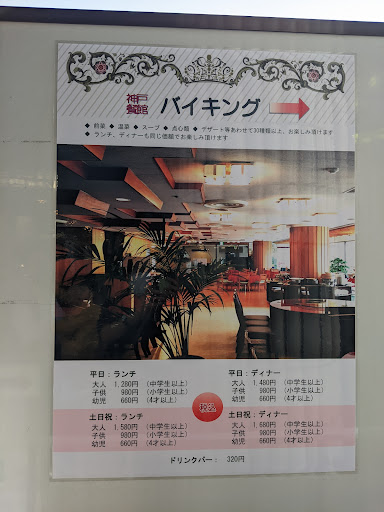 神戸
餐館
バイキング
◆ 前菜 ◆ 温菜 ◆ スープ ◆ 点心麺 ◆ デザート等あわせて30種類以上、お楽しみ頂けます
◆ ランチ、ディナーも同じ価額でお楽しみ頂けます
平日:ランチ
大人 1,280円 (中学生以上)
子供 980円 (小学生以上)
幼児 660円 (4才以上)
平日:ディナー
大人 1,480円 (中学生以上)
子供 980円 (小学生以上)
幼児 660円 (4才以上)
税込
土日祝:ランチ
大人 1,580円 (中学生以上)
子供 980円 (小学生以上)
幼児 660円 (4才以上)
土日祝:ディナー
大人 1,680円 (中学生以上)
子供 980円 (小学生以上)
幼児 660円 (4才以上)
ドリンクバー: 320円